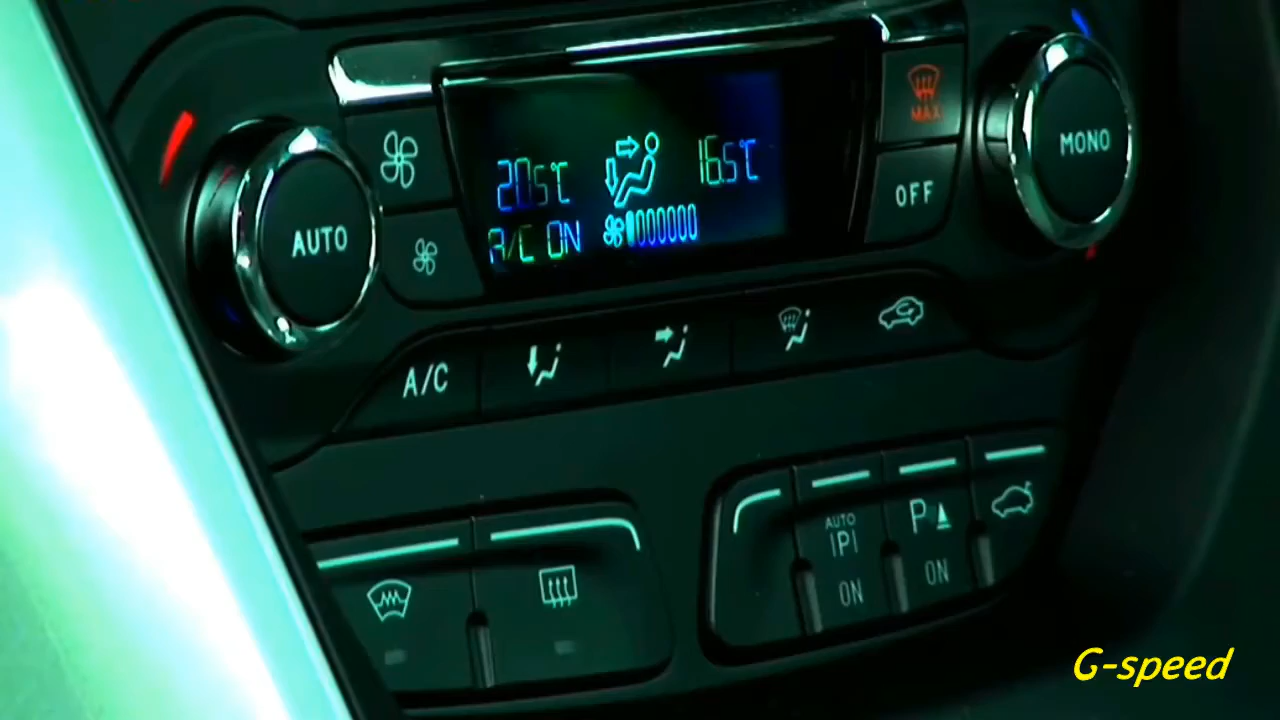 MAX
20.5°C 16.5°C
MONO
AUTO
OFF
A/C ON
A/C
AUTO
P
P
ON
ON
G-speed